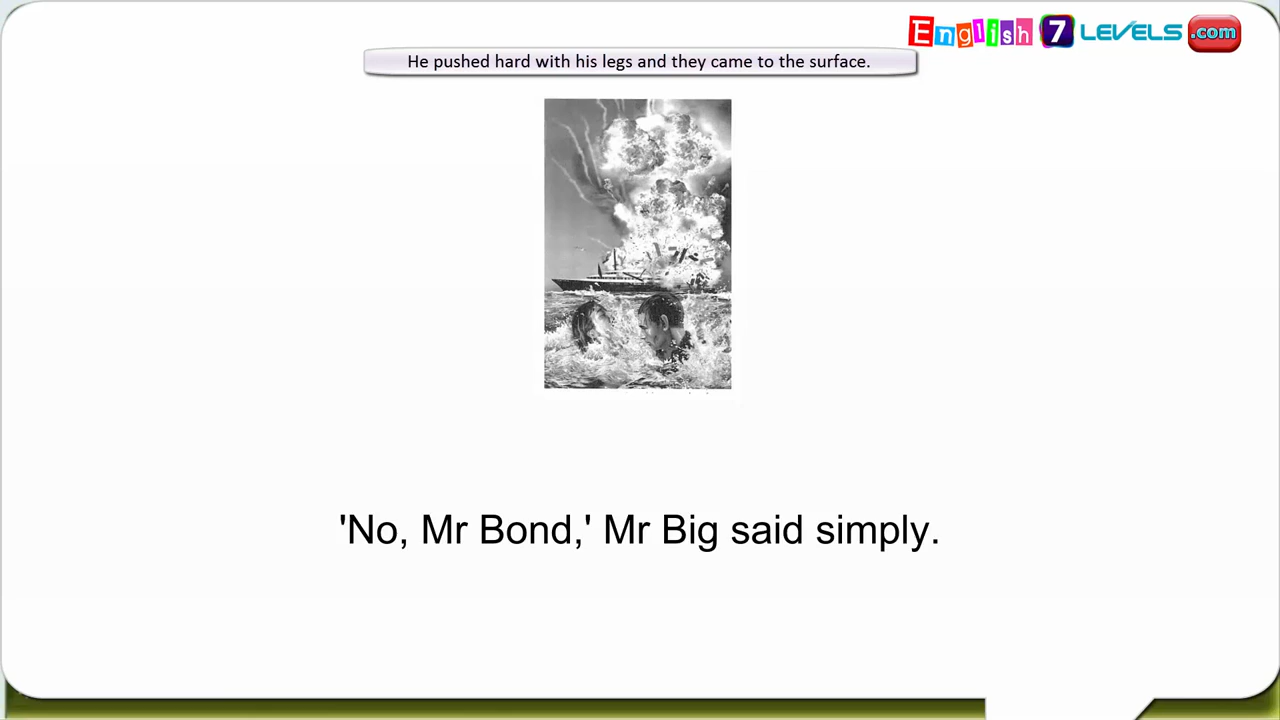 English 7 LEVELS .com
He pushed hard with his legs and they came to the surface.
'No, Mr Bond,' Mr Big said simply.